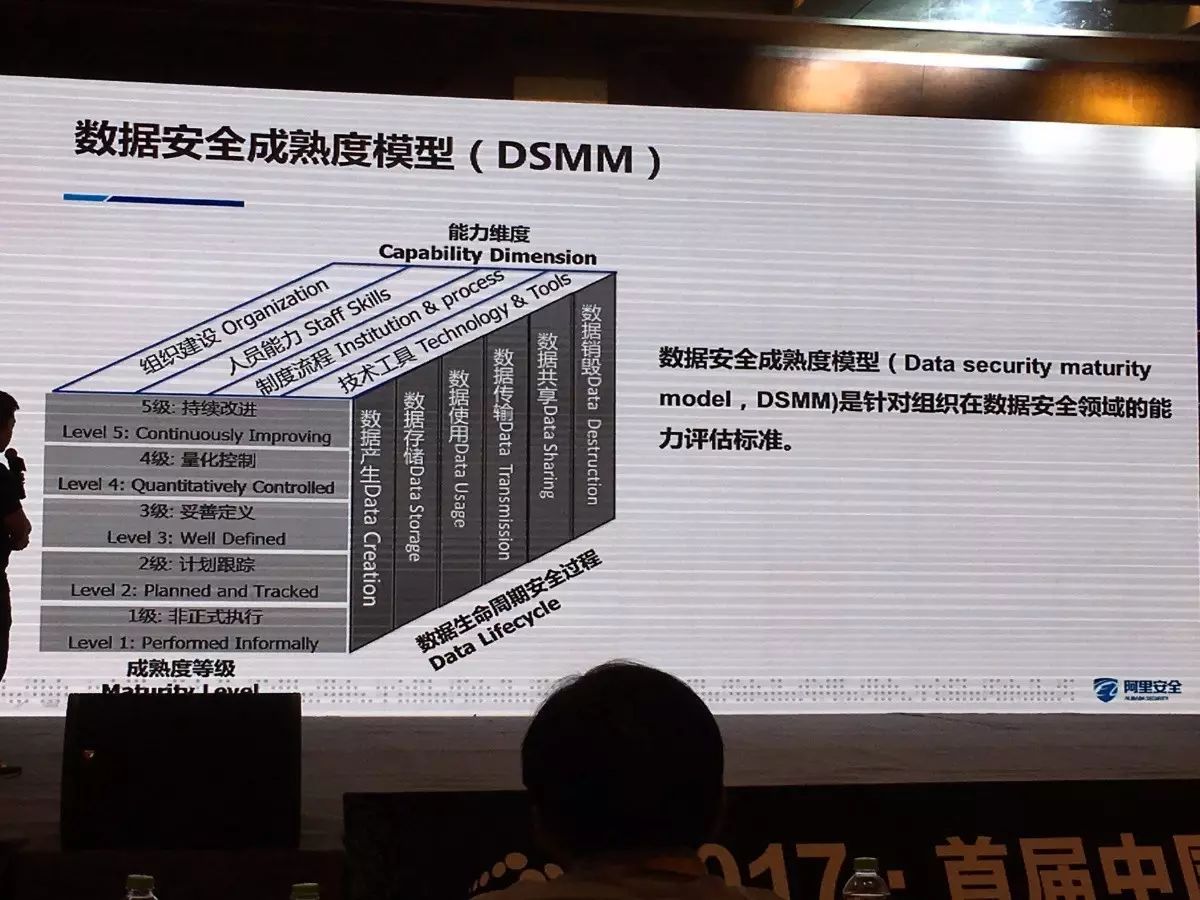 数据安全成熟度模型（DSMM）
能力维度
Capability Dimension
组织建设 Organization
人员能力 Staff Skills
制度流程 Institution & process
技术工具 Technology & Tools
5级: 持续改进
Level 5: Continuously Improving
4级: 量化控制
Level 4: Quantitatively Controlled
3级: 妥善定义
Level 3: Well Defined
2级: 计划跟踪
Level 2: Planned and Tracked
1级: 非正式执行
Level 1: Performed Informally
成熟度等级
Maturity Level
数据产生Data Creation
数据存储Data Storage
数据使用Data Usage
数据传输Data Transmission
数据共享Data Sharing
数据销毁Data Destruction
数据生命周期安全过程
Data Lifecycle
数据安全成熟度模型（Data security maturity
model，DSMM)是针对组织在数据安全领域的能
力评估标准。
阿里安全
ALIBABA SECURITY
017·首届中